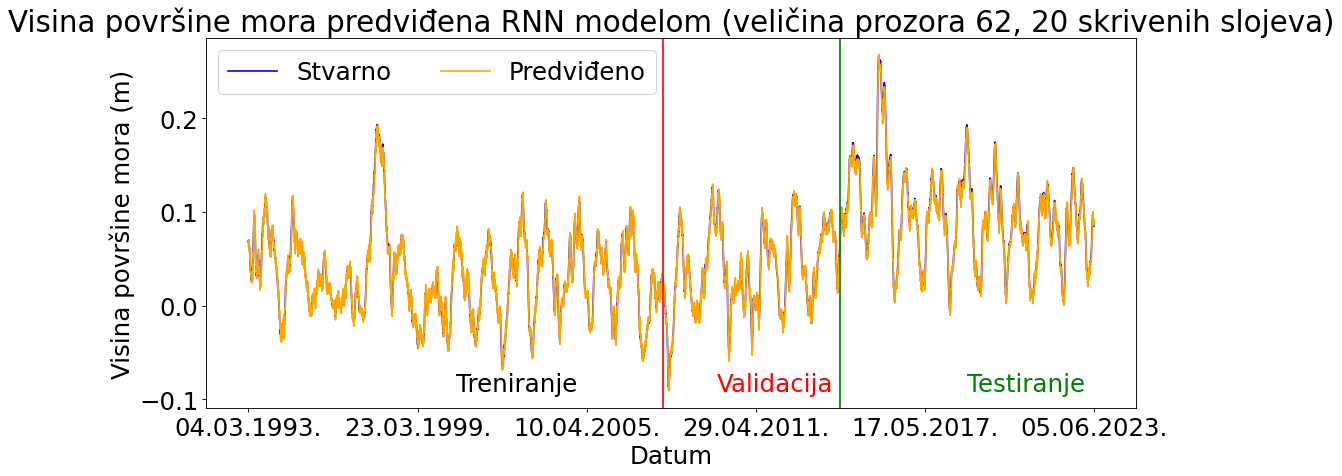 Visina površine mora predviđena RNN modelom (veličina prozora 62, 20 skrivenih slojeva)
Stvarno Predviđeno
Visina površine mora (m)
0.2
0.1
0.0
−0.1
Treniranje Validacija Testiranje
04.03.1993. 23.03.1999. 10.04.2005. 29.04.2011. 17.05.2017. 05.06.2023.
Datum